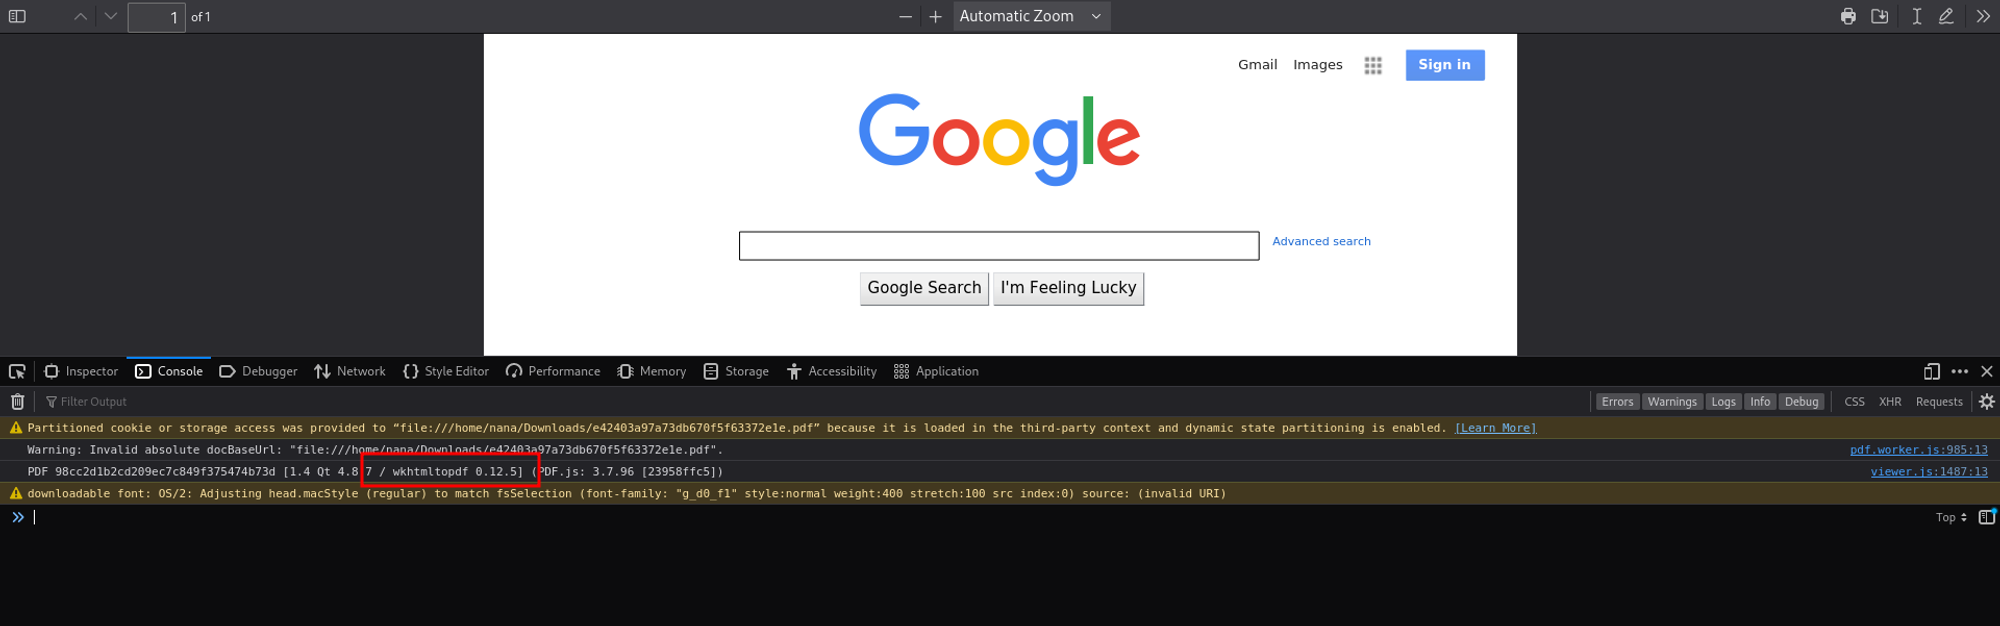 1 of 1
Automatic Zoom
Gmail Images Sign in
Google
Advanced search
Google Search I'm Feeling Lucky
Inspector Console Debugger Network Style Editor Performance Memory Storage Accessibility Application
Filter Output Errors Warnings Logs Info Debug CSS XHR Requests
Partitioned cookie or storage access was provided to “file:///home/nana/Downloads/e42403a97a73db670f5f63372e1e.pdf” because it is loaded in the third-party context and dynamic state partitioning is enabled. [Learn More]
Warning: Invalid absolute docBaseUrl: "file:///home/nana/Downloads/e42403a97a73db670f5f63372e1e.pdf". pdf.worker.js:985:13
PDF 98cc2d1b2cd209ec7c849f375474b73d [1.4 Qt 4.8.7 / wkhtmltopdf 0.12.5] (PDF.js: 3.7.96 [23958ffc5]) viewer.js:1487:13
downloadable font: OS/2: Adjusting head.macStyle (regular) to match fsSelection (font-family: "g_d0_f1" style:normal weight:400 stretch:100 src index:0) source: (invalid URI)
Top